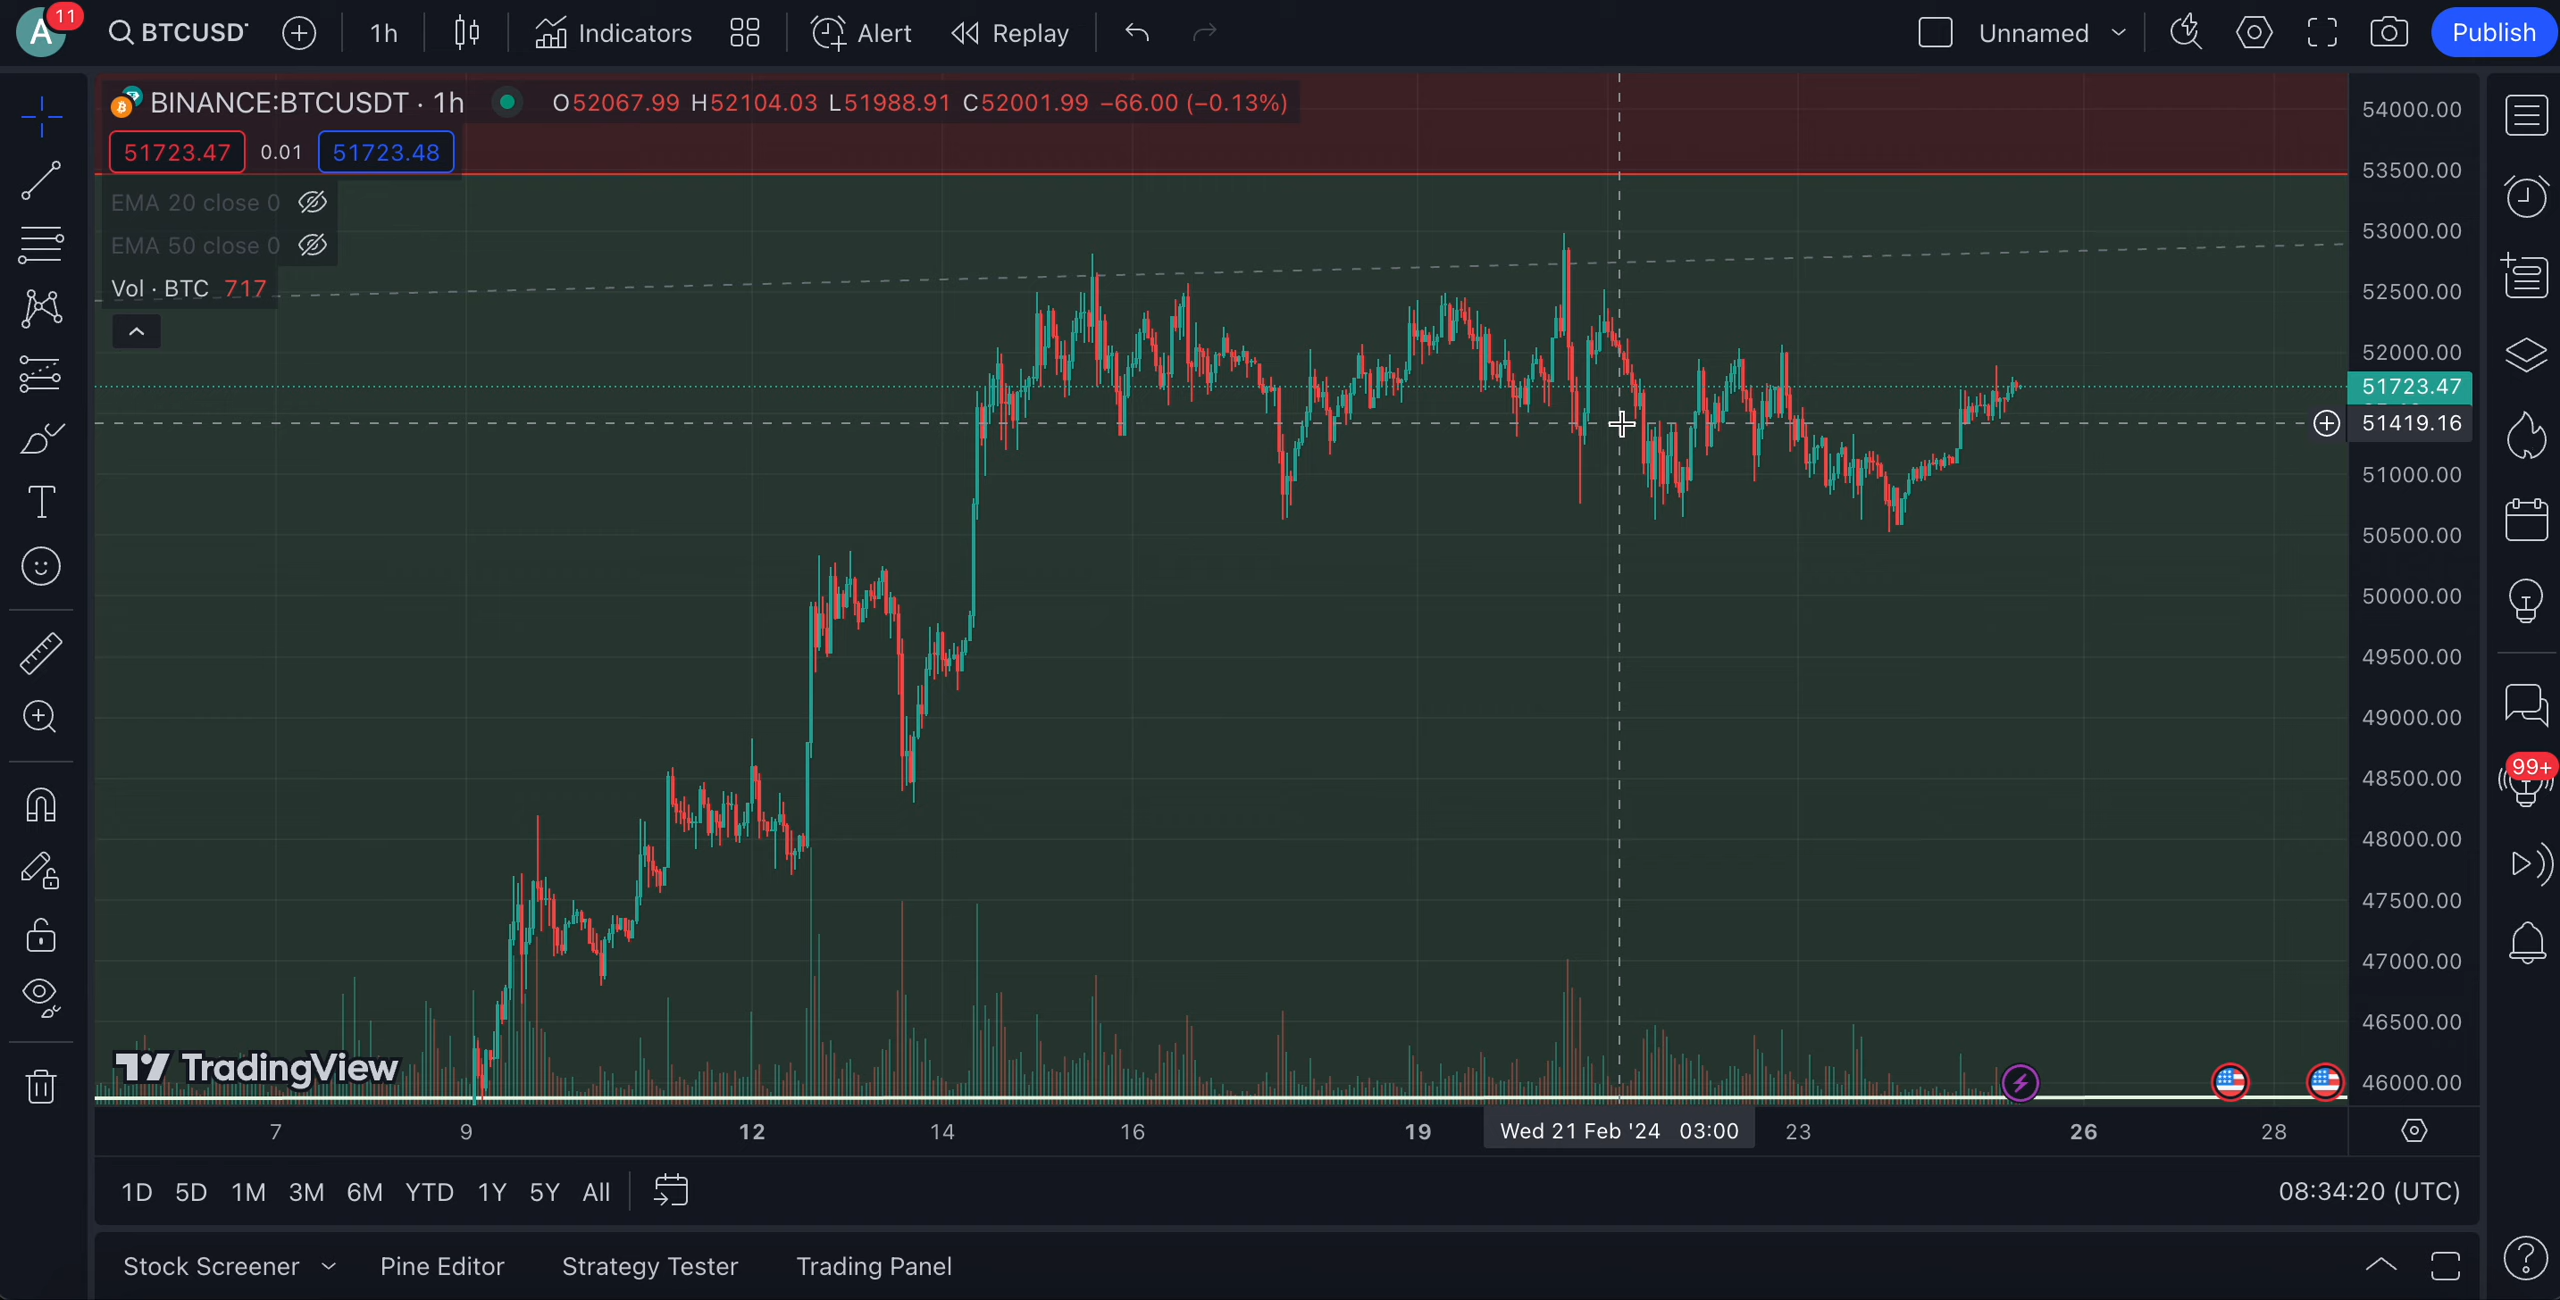 A 11 BTCUSDT 1h Indicators Alert Replay Unnamed Publish
BINANCE:BTCUSDT · 1h O52067.99 H52104.03 L51988.91 C52001.99 −66.00 (−0.13%)
51723.47 0.01 51723.48
EMA 20 close 0
EMA 50 close 0
Vol · BTC 717
54000.00
53500.00
53000.00
52500.00
52000.00
51723.47
51419.16
51000.00
50500.00
50000.00
49500.00
49000.00
48500.00
48000.00
47500.00
47000.00
46500.00
46000.00
99+
TradingView
7 9 12 14 16 19 Wed 21 Feb '24 03:00 23 26 28
1D 5D 1M 3M 6M YTD 1Y 5Y All 08:34:20 (UTC)
Stock Screener Pine Editor Strategy Tester Trading Panel